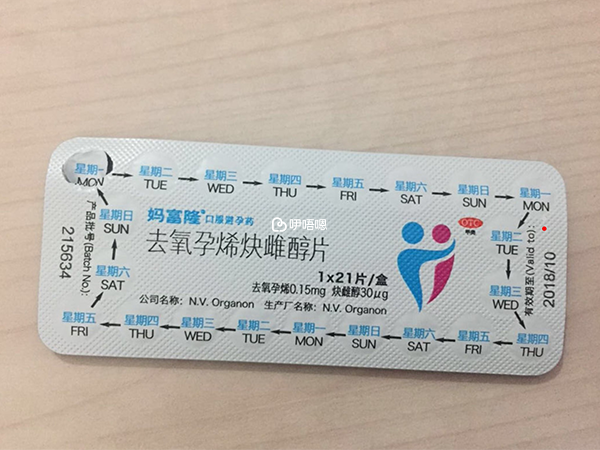 星期一 星期二 星期三 星期四 星期五 星期六 星期日 星期一
MON TUE WED THU FRI SAT SUN MON
妈富隆® 口服避孕药
咿唔嗯
去氧孕烯炔雌醇片
OTC
甲类
1×21片/盒
去氧孕烯0.15mg 炔雌醇30μg
公司名称: N.V. Organon 生产厂名称: N.V. Organon
星期二
TUE
星期三
WED
星期四
THU
有效期至(Valid to):
2018/10
星期五 星期四 星期三 星期二 星期一 星期日 星期六 星期五
FRI THU WED TUE MON SUN SAT FRI
星期六
SAT
星期日
SUN
产品批号(Batch No.):
215634